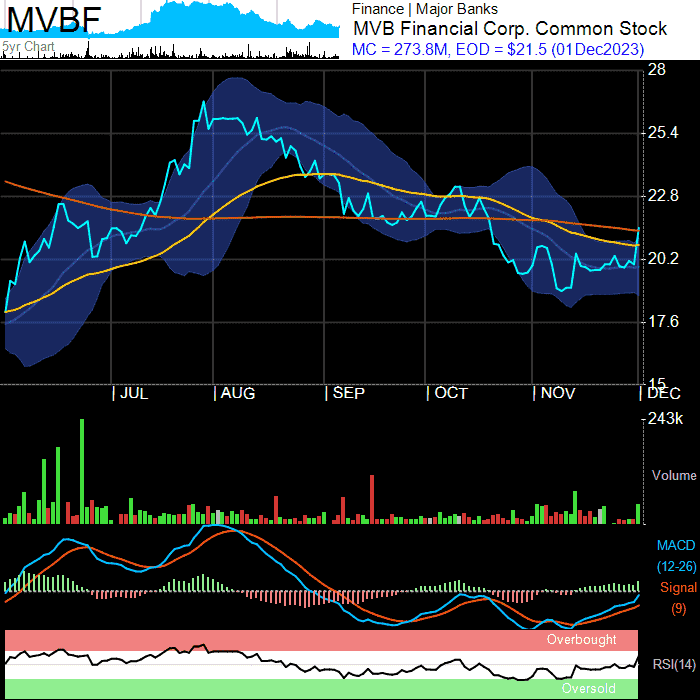 MVBF
5yr Chart
Finance | Major Banks
MVB Financial Corp. Common Stock
MC = 273.8M, EOD = $21.5 (01Dec2023)
28
25.4
22.8
20.2
17.6
15
JUL
AUG
SEP
OCT
NOV
DEC
243k
Volume
MACD
(12-26)
Signal
(9)
Overbought
RSI(14)
Oversold